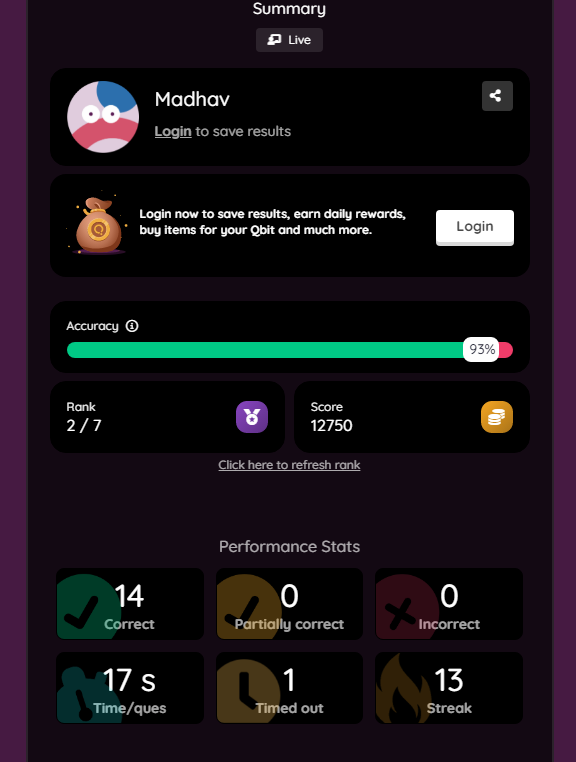 Summary
Live
Madhav
Login to save results
Login now to save results, earn daily rewards,
buy items for your Qbit and much more.
Login
Accuracy
93%
Rank
2 / 7
Score
12750
Click here to refresh rank
Performance Stats
14
Correct
0
Partially correct
0
Incorrect
17 s
Time/ques
1
Timed out
13
Streak